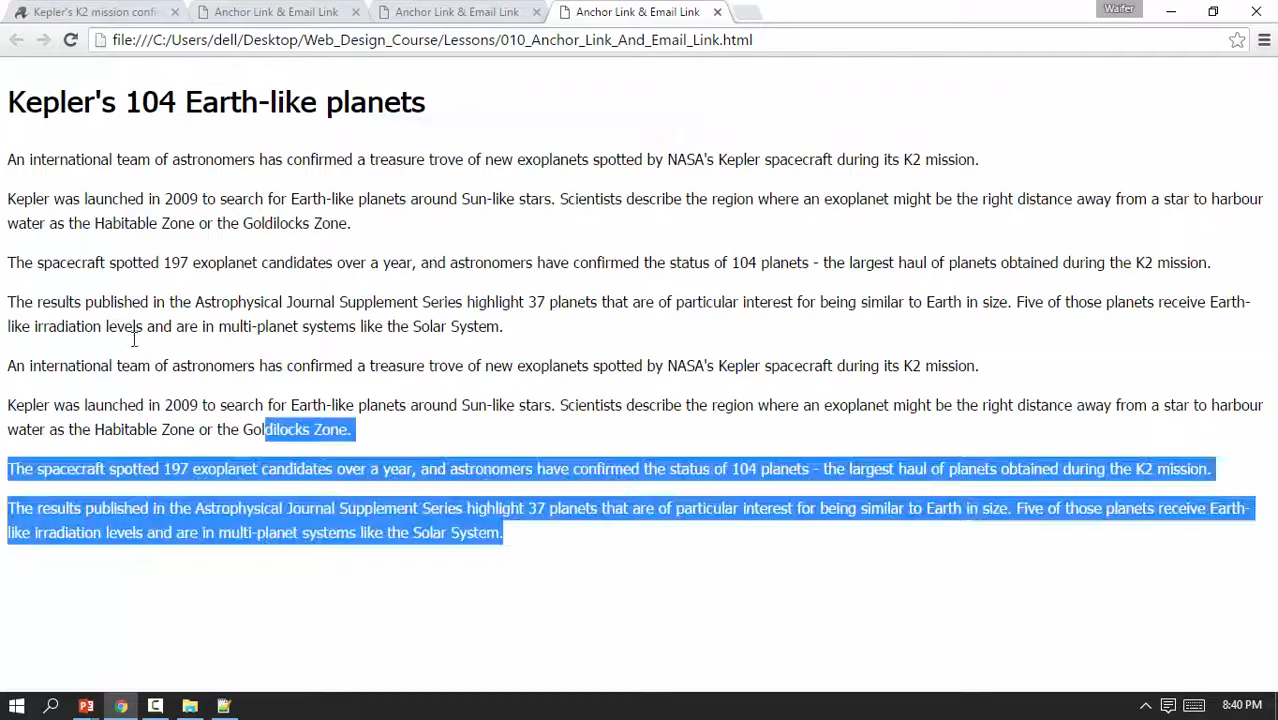 Kepler's K2 mission confi
Anchor Link & Email Link
Anchor Link & Email Link
Anchor Link & Email Link
Waifer
file:///C:/Users/dell/Desktop/Web_Design_Course/Lessons/010_Anchor_Link_And_Email_Link.html
Kepler's 104 Earth-like planets
An international team of astronomers has confirmed a treasure trove of new exoplanets spotted by NASA's Kepler spacecraft during its K2 mission.
Kepler was launched in 2009 to search for Earth-like planets around Sun-like stars. Scientists describe the region where an exoplanet might be the right distance away from a star to harbour
water as the Habitable Zone or the Goldilocks Zone.
The spacecraft spotted 197 exoplanet candidates over a year, and astronomers have confirmed the status of 104 planets - the largest haul of planets obtained during the K2 mission.
The results published in the Astrophysical Journal Supplement Series highlight 37 planets that are of particular interest for being similar to Earth in size. Five of those planets receive Earth-
like irradiation levels and are in multi-planet systems like the Solar System.
An international team of astronomers has confirmed a treasure trove of new exoplanets spotted by NASA's Kepler spacecraft during its K2 mission.
Kepler was launched in 2009 to search for Earth-like planets around Sun-like stars. Scientists describe the region where an exoplanet might be the right distance away from a star to harbour
water as the Habitable Zone or the Goldilocks Zone.
The spacecraft spotted 197 exoplanet candidates over a year, and astronomers have confirmed the status of 104 planets - the largest haul of planets obtained during the K2 mission.
The results published in the Astrophysical Journal Supplement Series highlight 37 planets that are of particular interest for being similar to Earth in size. Five of those planets receive Earth-
like irradiation levels and are in multi-planet systems like the Solar System.
8:40 PM